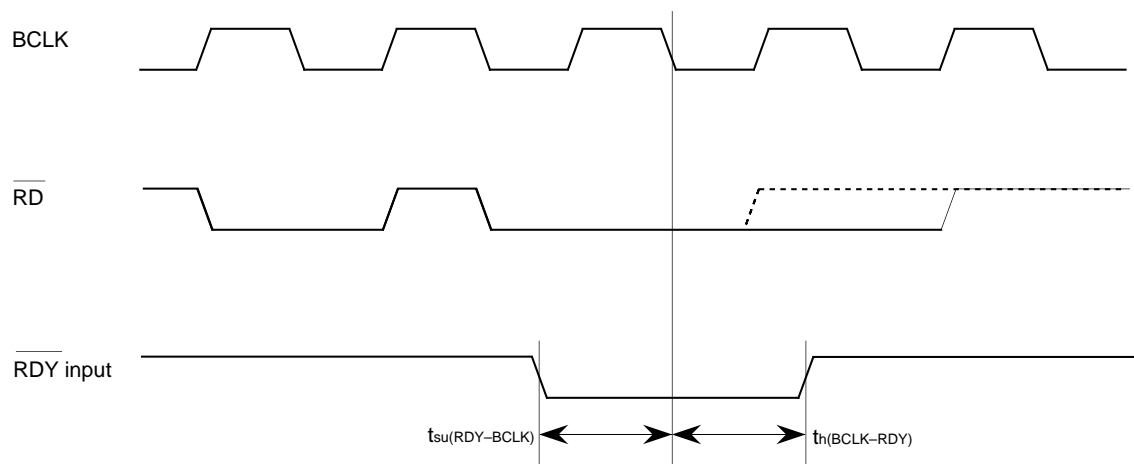 BCLK
RD
RDY input
tsu(RDY–BCLK)
th(BCLK–RDY)